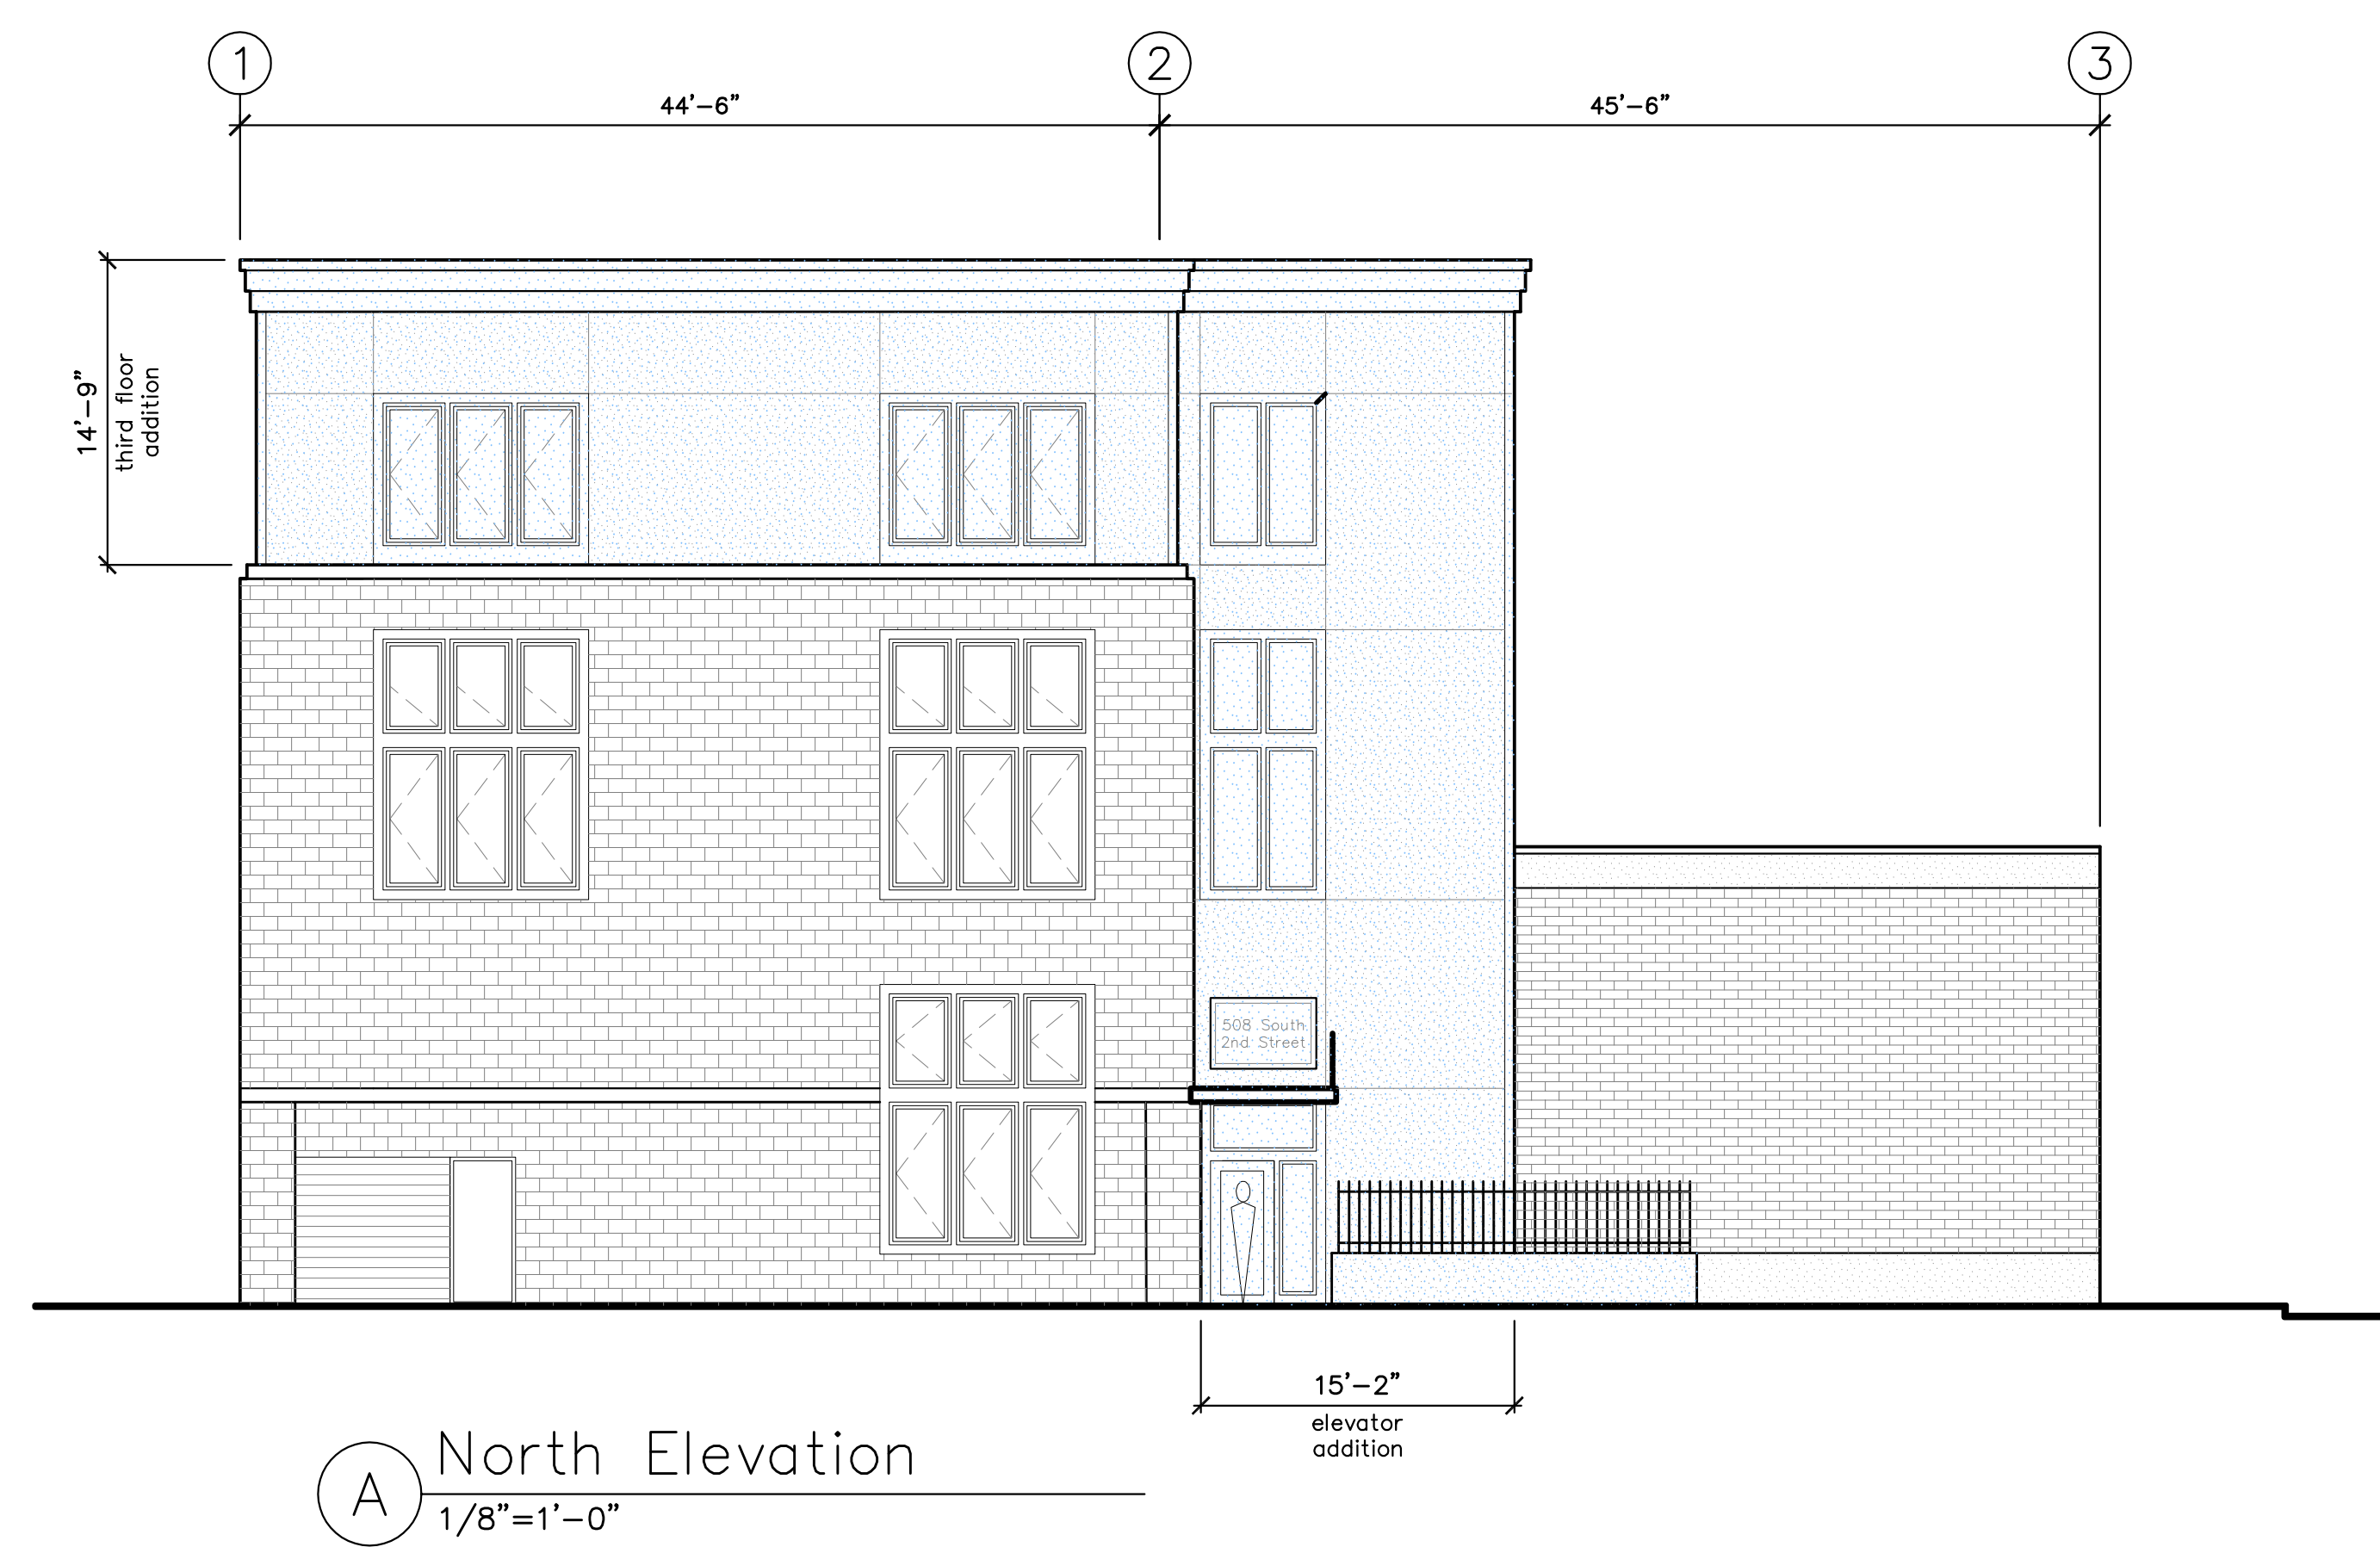 1
2
3
44'-6"
45'-6"
14'-9"
third floor
addition
508 South
2nd Street
15'-2"
elevator
addition
A
North Elevation
1/8"=1'-0"